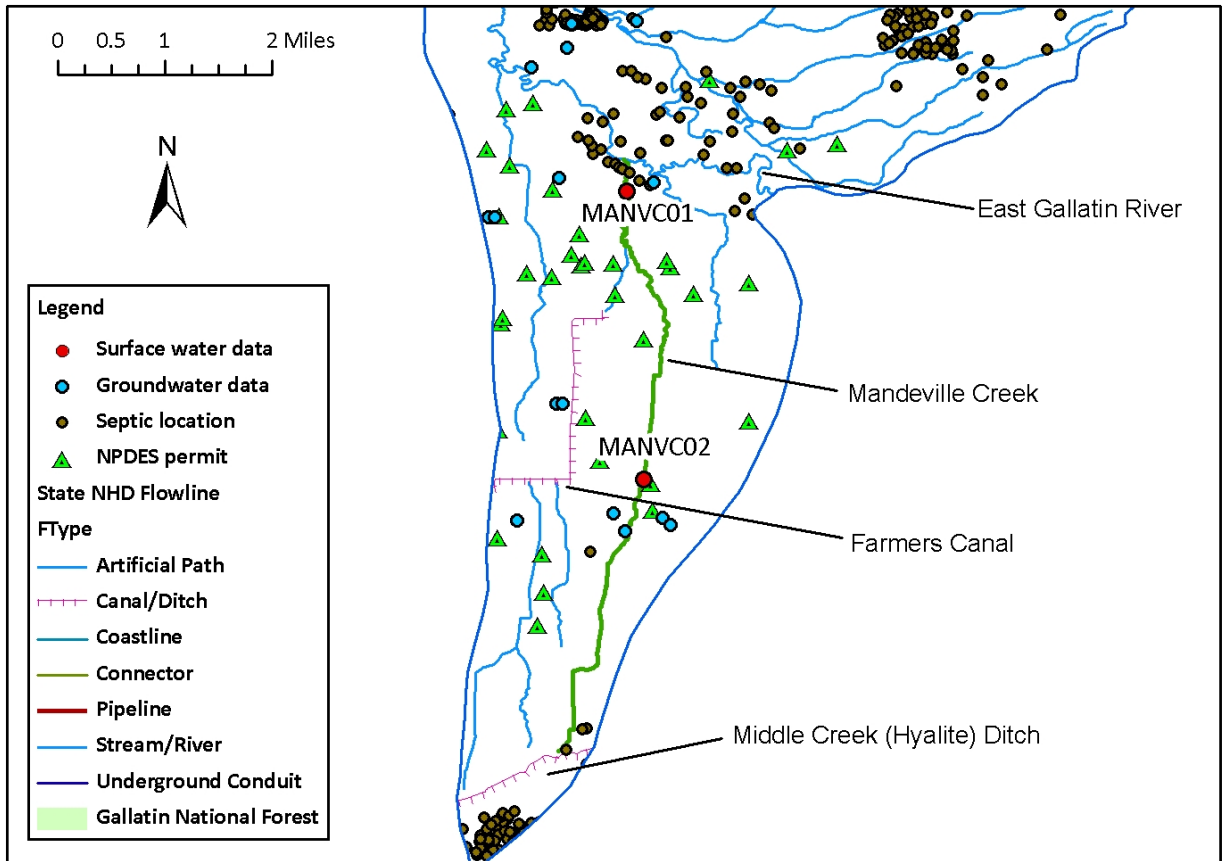 0 0.5 1 2 Miles
N
MANVC01
East Gallatin River
Mandeville Creek
MANVC02
Farmers Canal
Middle Creek (Hyalite) Ditch
Legend
Surface water data
Groundwater data
Septic location
NPDES permit
State NHD Flowline
FType
Artificial Path
Canal/Ditch
Coastline
Connector
Pipeline
Stream/River
Underground Conduit
Gallatin National Forest